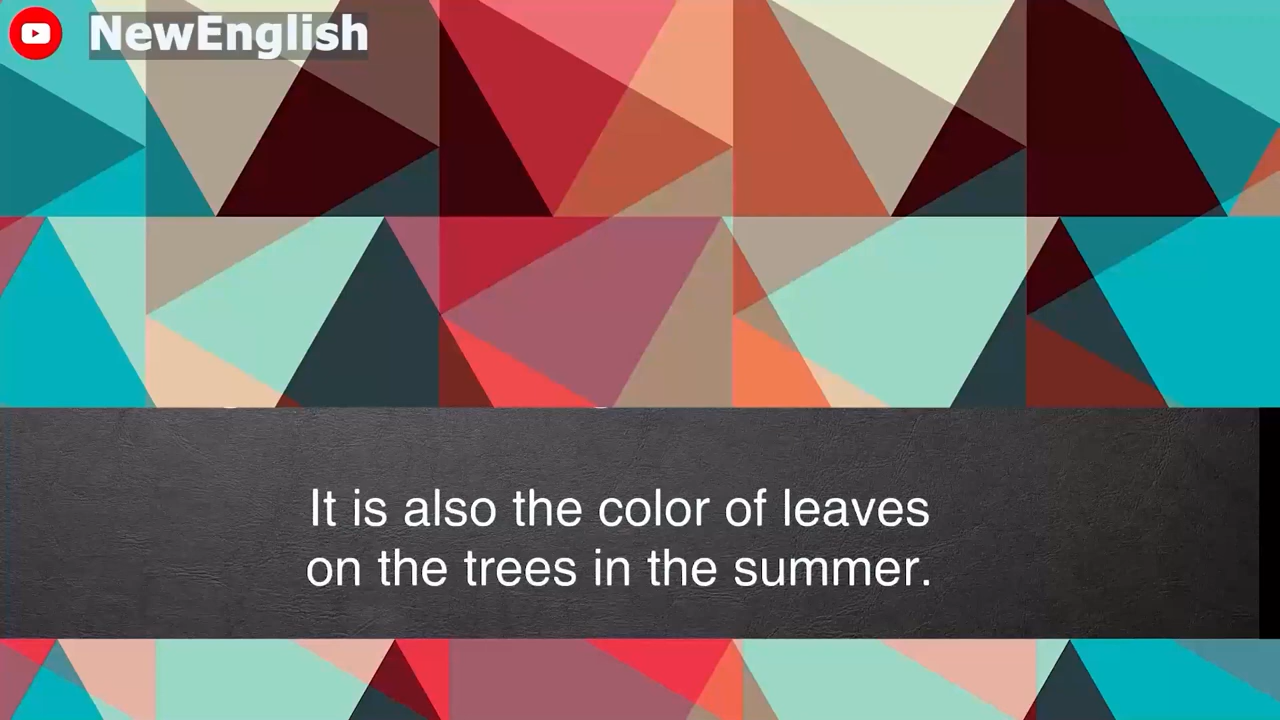 NewEnglish
It is also the color of leaves
on the trees in the summer.